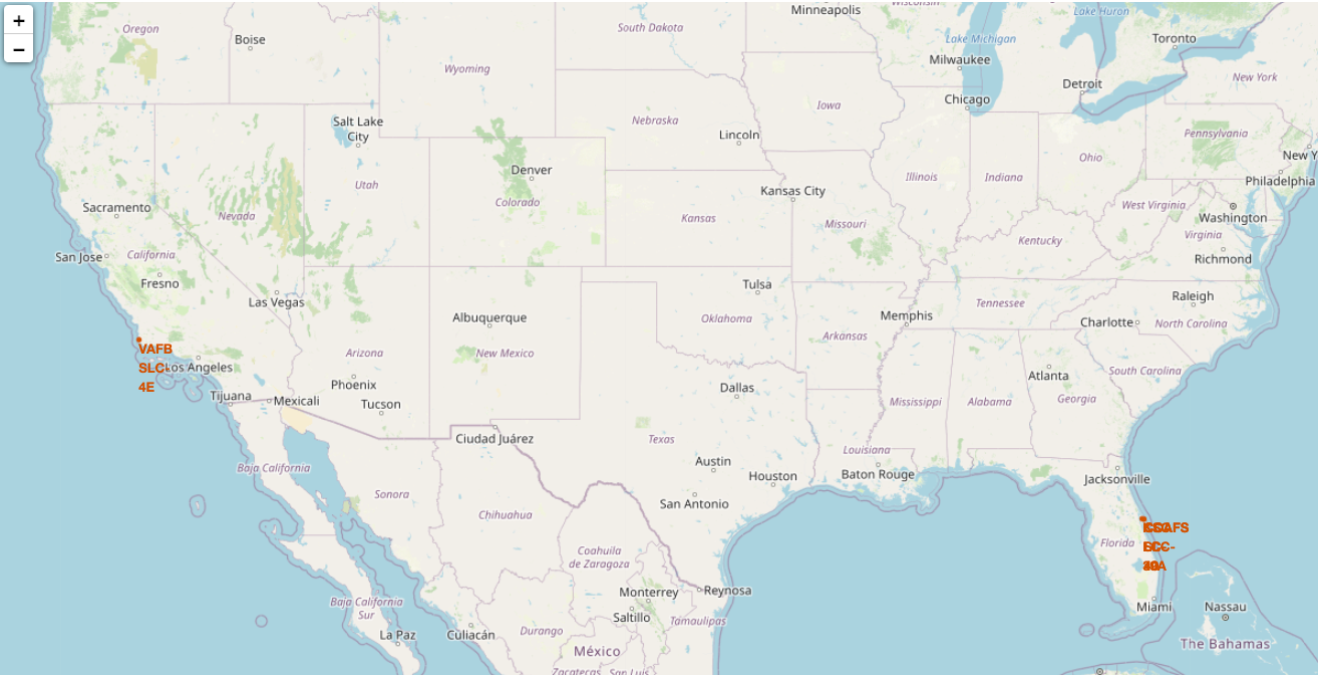 +
−
Oregon
Boise
South Dakota
Minneapolis
Wisconsin
Lake Huron
Toronto
Lake Michigan
Milwaukee
Wyoming
Detroit
New York
Chicago
Iowa
Salt Lake
City
Nebraska
Lincoln
Pennsylvania
New Y
Ohio
Denver
Utah
Colorado
Illinois
Indiana
Philadelphia
Kansas City
Sacramento
Nevada
Kansas
Missouri
West Virginia
Washington
Virginia
San Jose
California
Kentucky
Richmond
Fresno
Las Vegas
Tulsa
Tennessee
Raleigh
Albuquerque
Oklahoma
Memphis
Charlotte
North Carolina
Arkansas
VAFB
SLC-
4E
os Angeles
Arizona
New Mexico
Phoenix
Tucson
Tijuana
Mexicali
Dallas
Atlanta
South Carolina
Georgia
Mississippi
Alabama
Ciudad Juárez
Texas
Louisiana
Baja California
Austin
Houston
Baton Rouge
Jacksonville
Sonora
San Antonio
Chihuahua
Florida
Coahuila
de Zaragoza
Monterrey
Reynosa
Baja California
Sur
Saltillo
Tamaulipas
Miami
Nassau
La Paz
Culiacán
Durango
México
The Bahamas
Zacatecas
San Luis